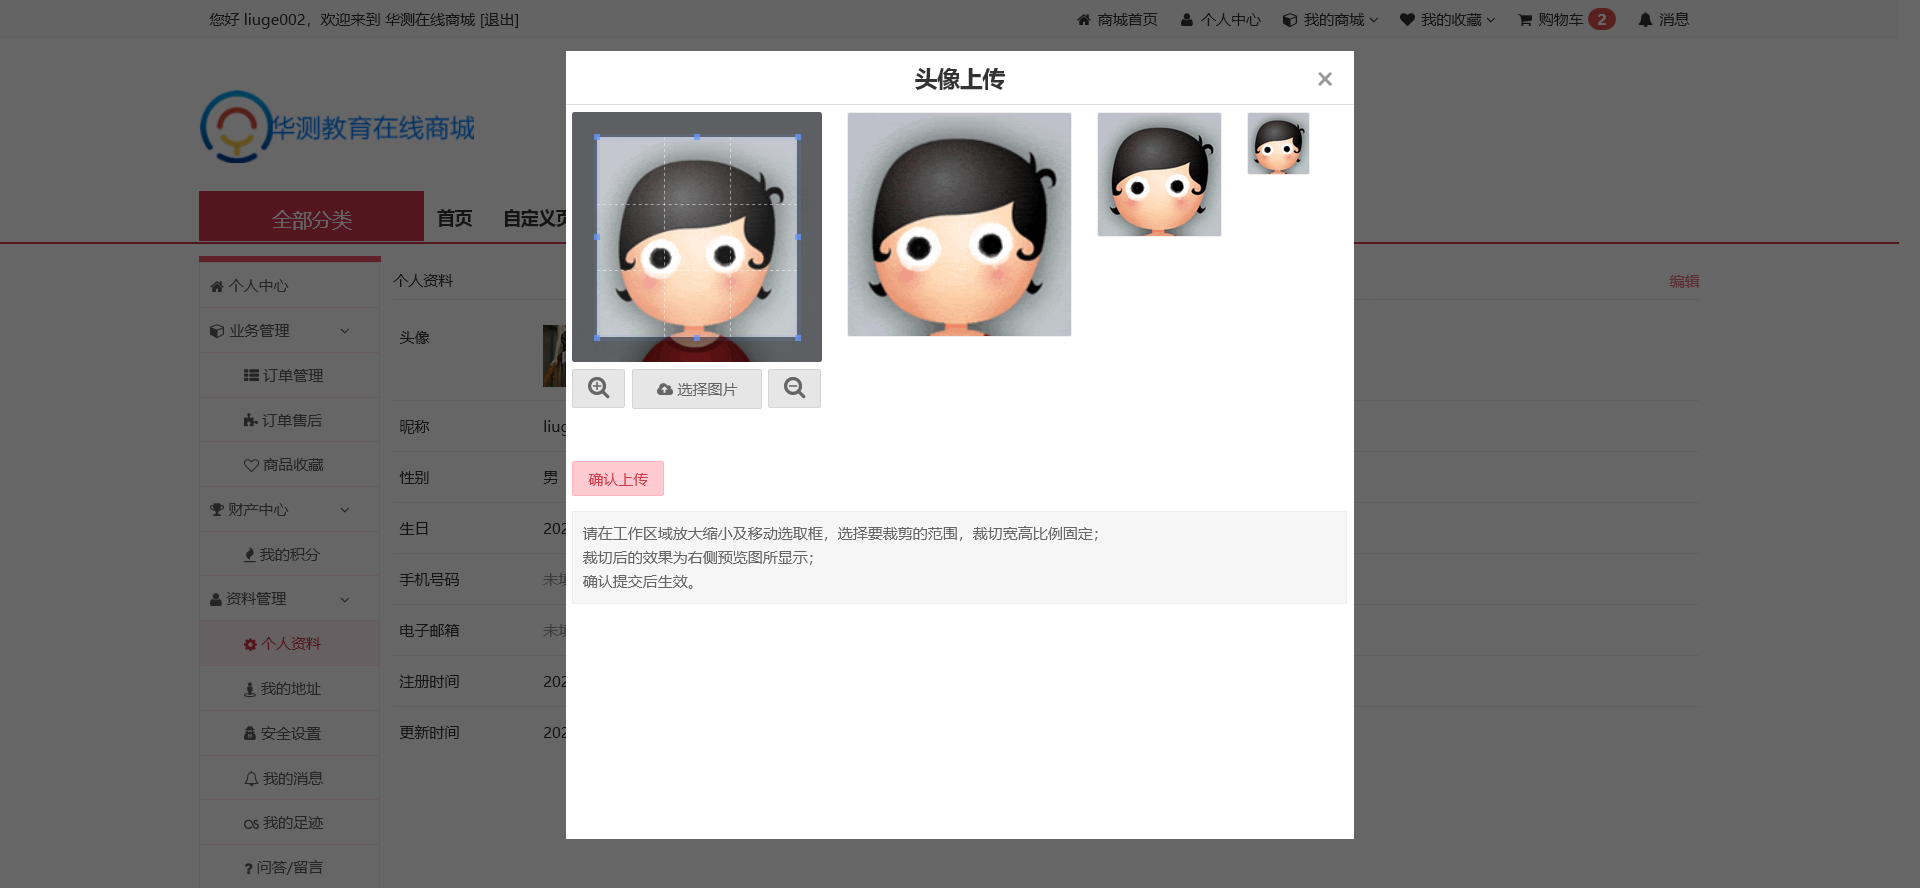 您好 liuge002，欢迎来到 华测在线商城 [退出]
商城首页 个人中心 我的商城 我的收藏 购物车 2 消息
华测教育在线商城
全部分类 首页 自定义页
头像上传 ×
选择图片
确认上传
请在工作区域放大缩小及移动选取框，选择要裁剪的范围，裁切宽高比例固定；
裁切后的效果为右侧预览图所显示；
确认提交后生效。
个人中心
业务管理
订单管理
订单售后
商品收藏
财产中心
我的积分
资料管理
个人资料
我的地址
安全设置
我的消息
我的足迹
问答/留言
个人资料 编辑
头像
昵称 liug
性别 男
生日 202
手机号码 未
电子邮箱 未
注册时间 202
更新时间 202